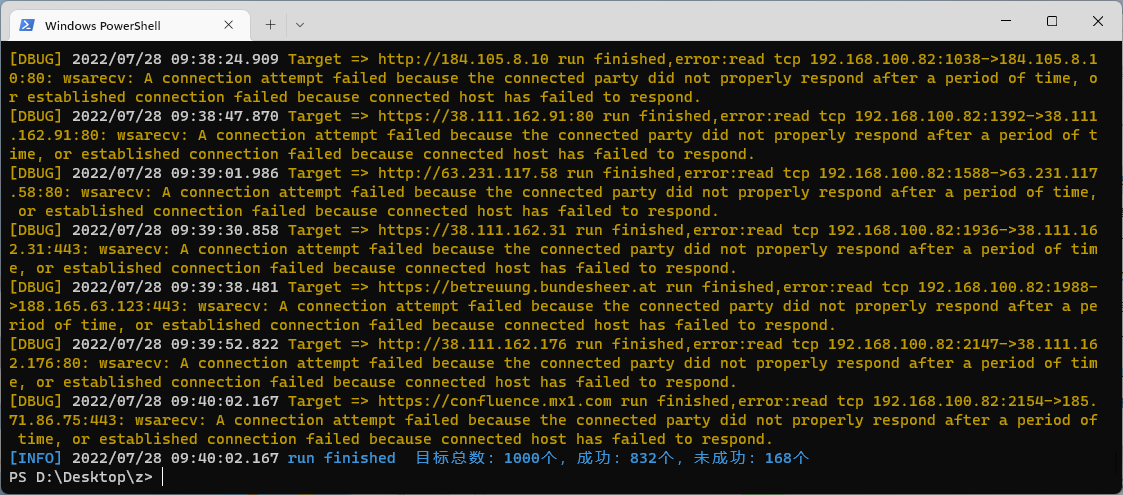 Windows PowerShell
[DBUG] 2022/07/28 09:38:24.909 Target => http://184.105.8.10 run finished,error:read tcp 192.168.100.82:1038->184.105.8.1
0:80: wsarecv: A connection attempt failed because the connected party did not properly respond after a period of time, o
r established connection failed because connected host has failed to respond.
[DBUG] 2022/07/28 09:38:47.870 Target => https://38.111.162.91:80 run finished,error:read tcp 192.168.100.82:1392->38.111
.162.91:80: wsarecv: A connection attempt failed because the connected party did not properly respond after a period of t
ime, or established connection failed because connected host has failed to respond.
[DBUG] 2022/07/28 09:39:01.986 Target => http://63.231.117.58 run finished,error:read tcp 192.168.100.82:1588->63.231.117
.58:80: wsarecv: A connection attempt failed because the connected party did not properly respond after a period of time,
 or established connection failed because connected host has failed to respond.
[DBUG] 2022/07/28 09:39:30.858 Target => https://38.111.162.31 run finished,error:read tcp 192.168.100.82:1936->38.111.16
2.31:443: wsarecv: A connection attempt failed because the connected party did not properly respond after a period of tim
e, or established connection failed because connected host has failed to respond.
[DBUG] 2022/07/28 09:39:38.481 Target => https://betreuung.bundesheer.at run finished,error:read tcp 192.168.100.82:1988-
>188.165.63.123:443: wsarecv: A connection attempt failed because the connected party did not properly respond after a pe
riod of time, or established connection failed because connected host has failed to respond.
[DBUG] 2022/07/28 09:39:52.822 Target => http://38.111.162.176 run finished,error:read tcp 192.168.100.82:2147->38.111.16
2.176:80: wsarecv: A connection attempt failed because the connected party did not properly respond after a period of tim
e, or established connection failed because connected host has failed to respond.
[DBUG] 2022/07/28 09:40:02.167 Target => https://confluence.mx1.com run finished,error:read tcp 192.168.100.82:2154->185.
71.86.75:443: wsarecv: A connection attempt failed because the connected party did not properly respond after a period of
 time, or established connection failed because connected host has failed to respond.
[INFO] 2022/07/28 09:40:02.167 run finished  目标总数: 1000个, 成功: 832个, 未成功: 168个
PS D:\Desktop\z>